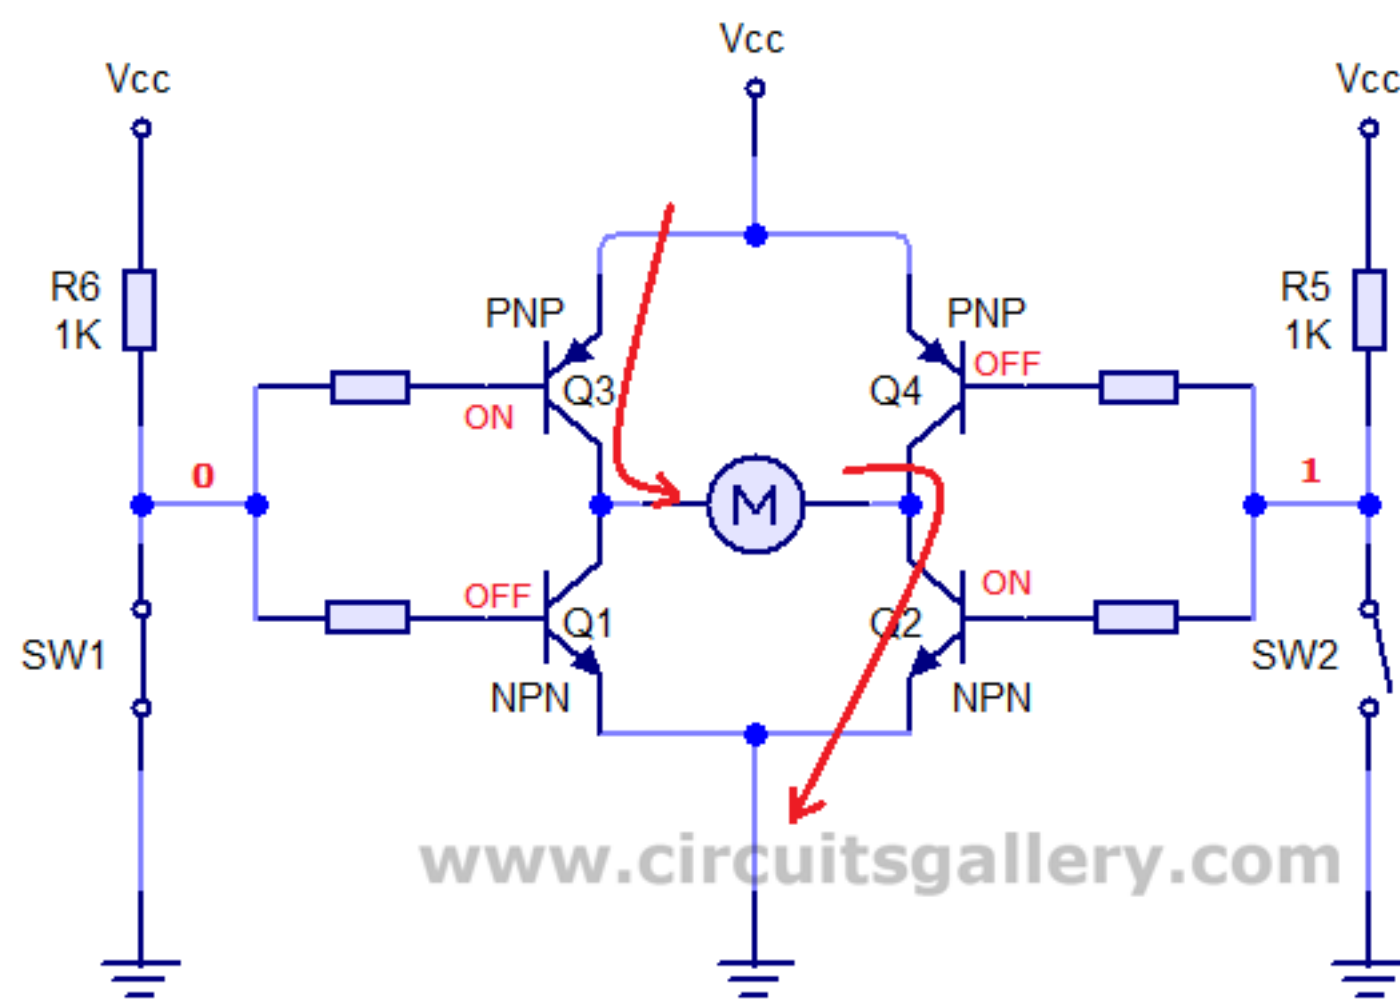 Vcc
Vcc
Vcc
R6
1K
R5
1K
PNP
PNP
Q3
ON
Q4
OFF
0
M
1
OFF
Q1
NPN
ON
Q2
NPN
SW1
SW2
www.circuitsgallery.com